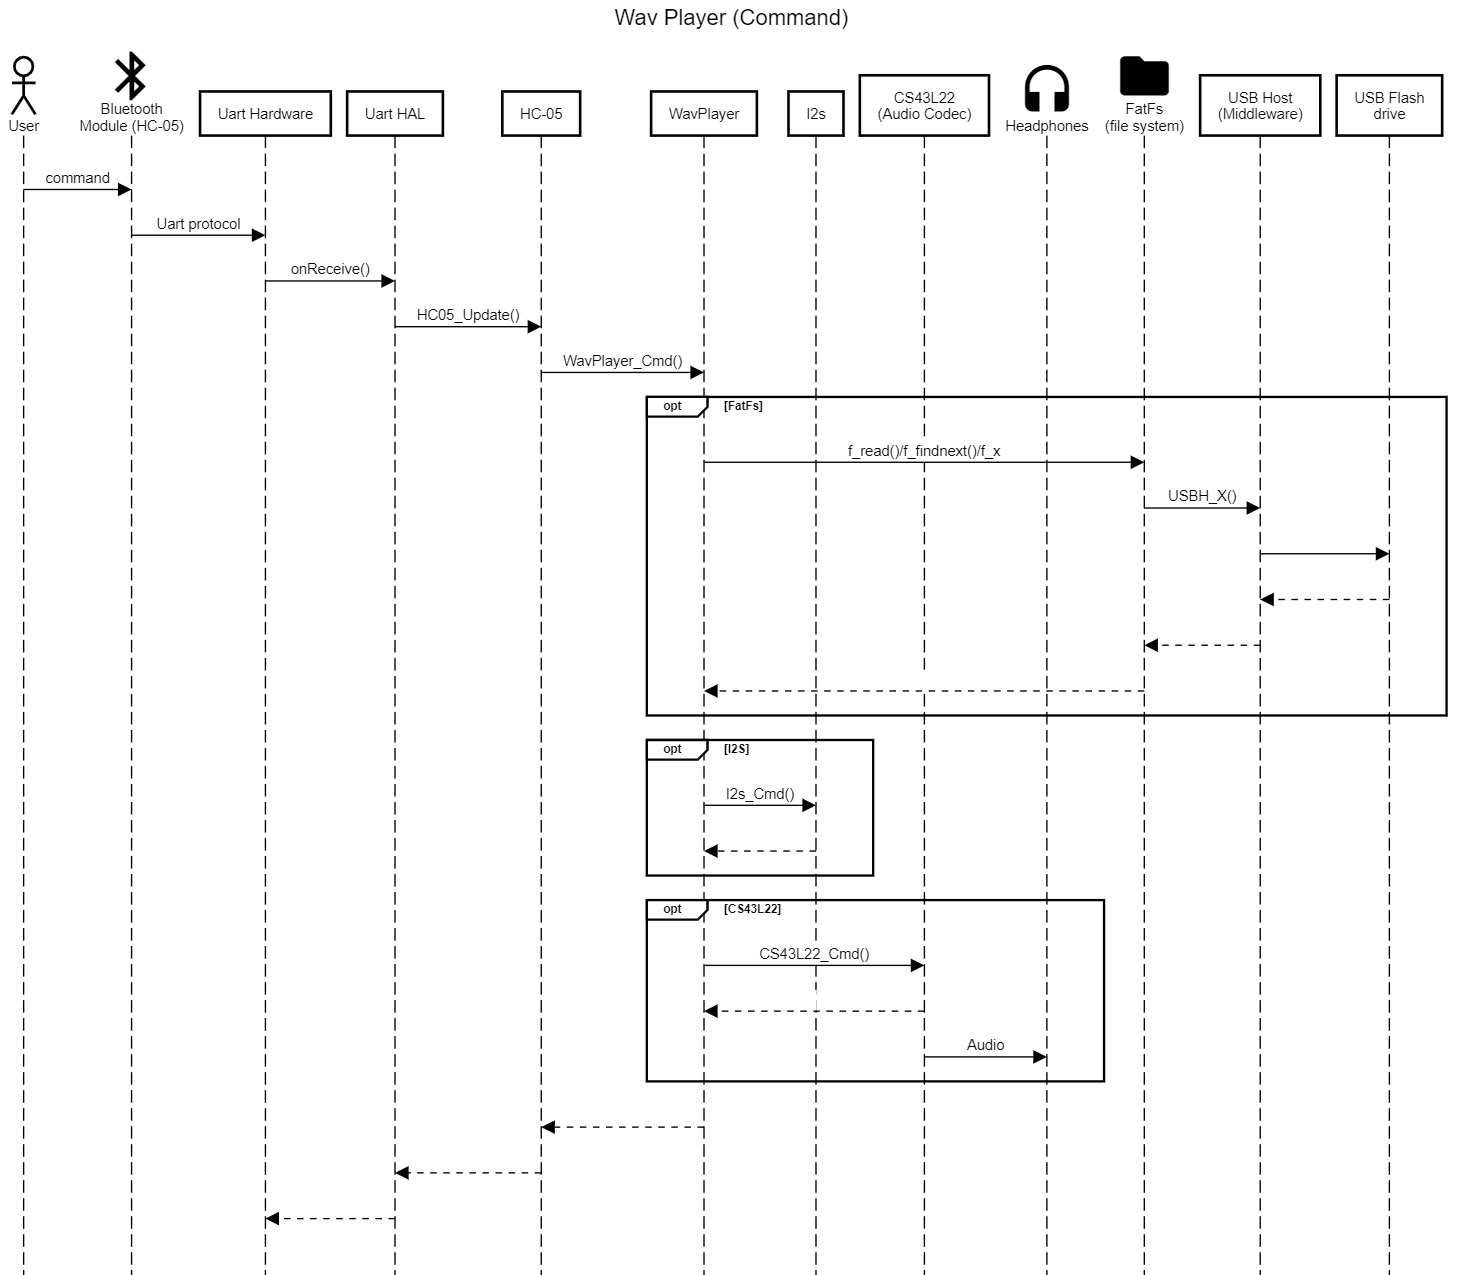 Wav Player (Command)
User
Bluetooth
Module (HC-05)
Uart Hardware
Uart HAL
HC-05
WavPlayer
I2s
CS43L22
(Audio Codec)
Headphones
FatFs
(file system)
USB Host
(Middleware)
USB Flash
drive
command
Uart protocol
onReceive()
HC05_Update()
WavPlayer_Cmd()
opt [FatFs]
f_read()/f_findnext()/f_x
USBH_X()
opt [I2S]
I2s_Cmd()
opt [CS43L22]
CS43L22_Cmd()
Audio